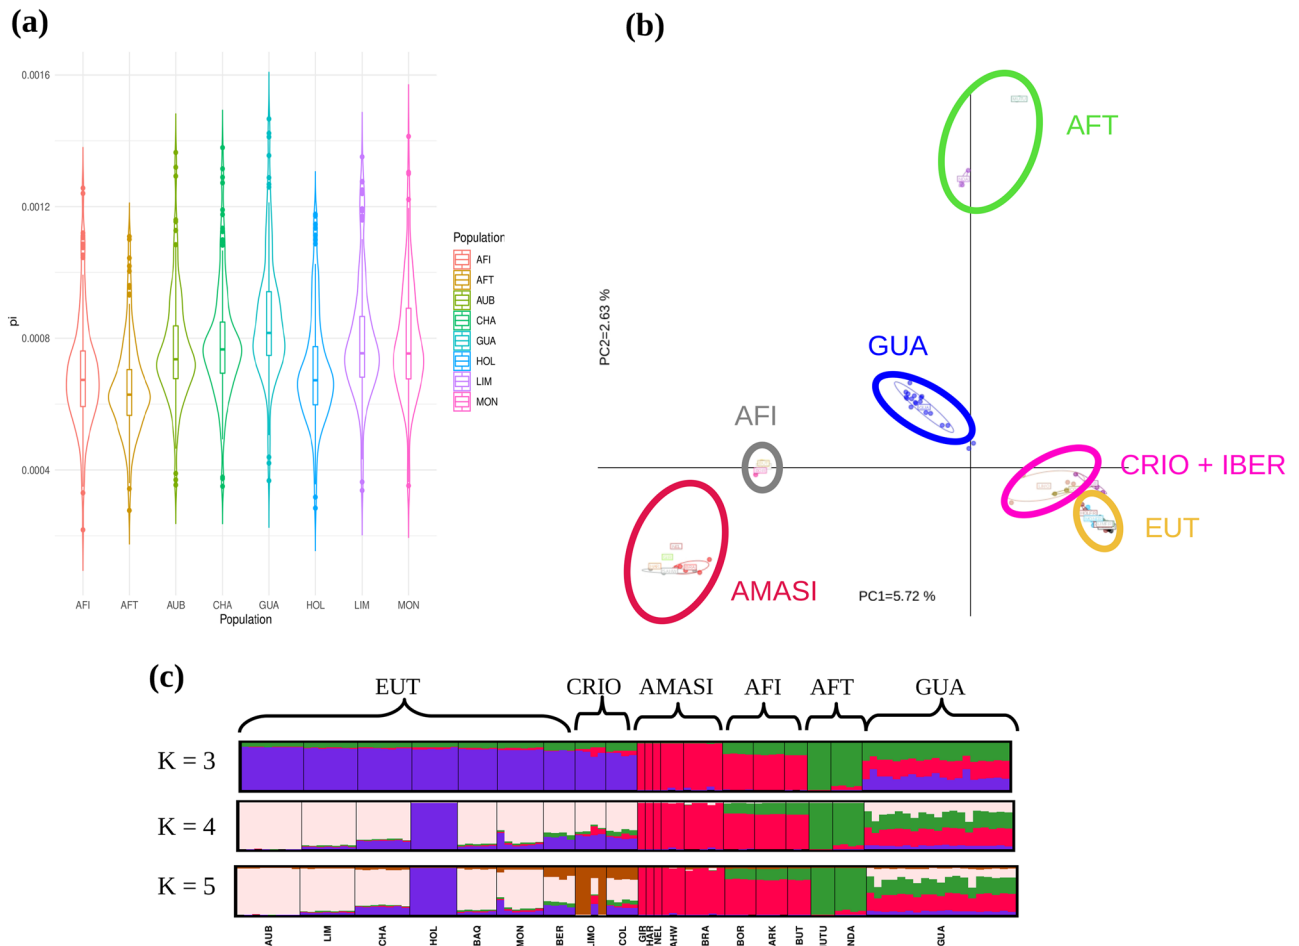 (a)
(b)
0.0016
0.0012
0.0008
0.0004
pi
AFI AFT AUB CHA GUA HOL LIM MON
Population
Population
AFI
AFT
AUB
CHA
GUA
HOL
LIM
MON
AFT
PC2=2.63 %
GUA
AFI
CRIO + IBER
EUT
AMASI
PC1=5.72 %
(c)
EUT CRIO AMASI AFI AFT GUA
K = 3
K = 4
K = 5
AUB LIM CHA HOL BAQ MON BER LIMO COL GIR HAR NEL AHW BRA BOR ARK BUT UTU NDA GUA